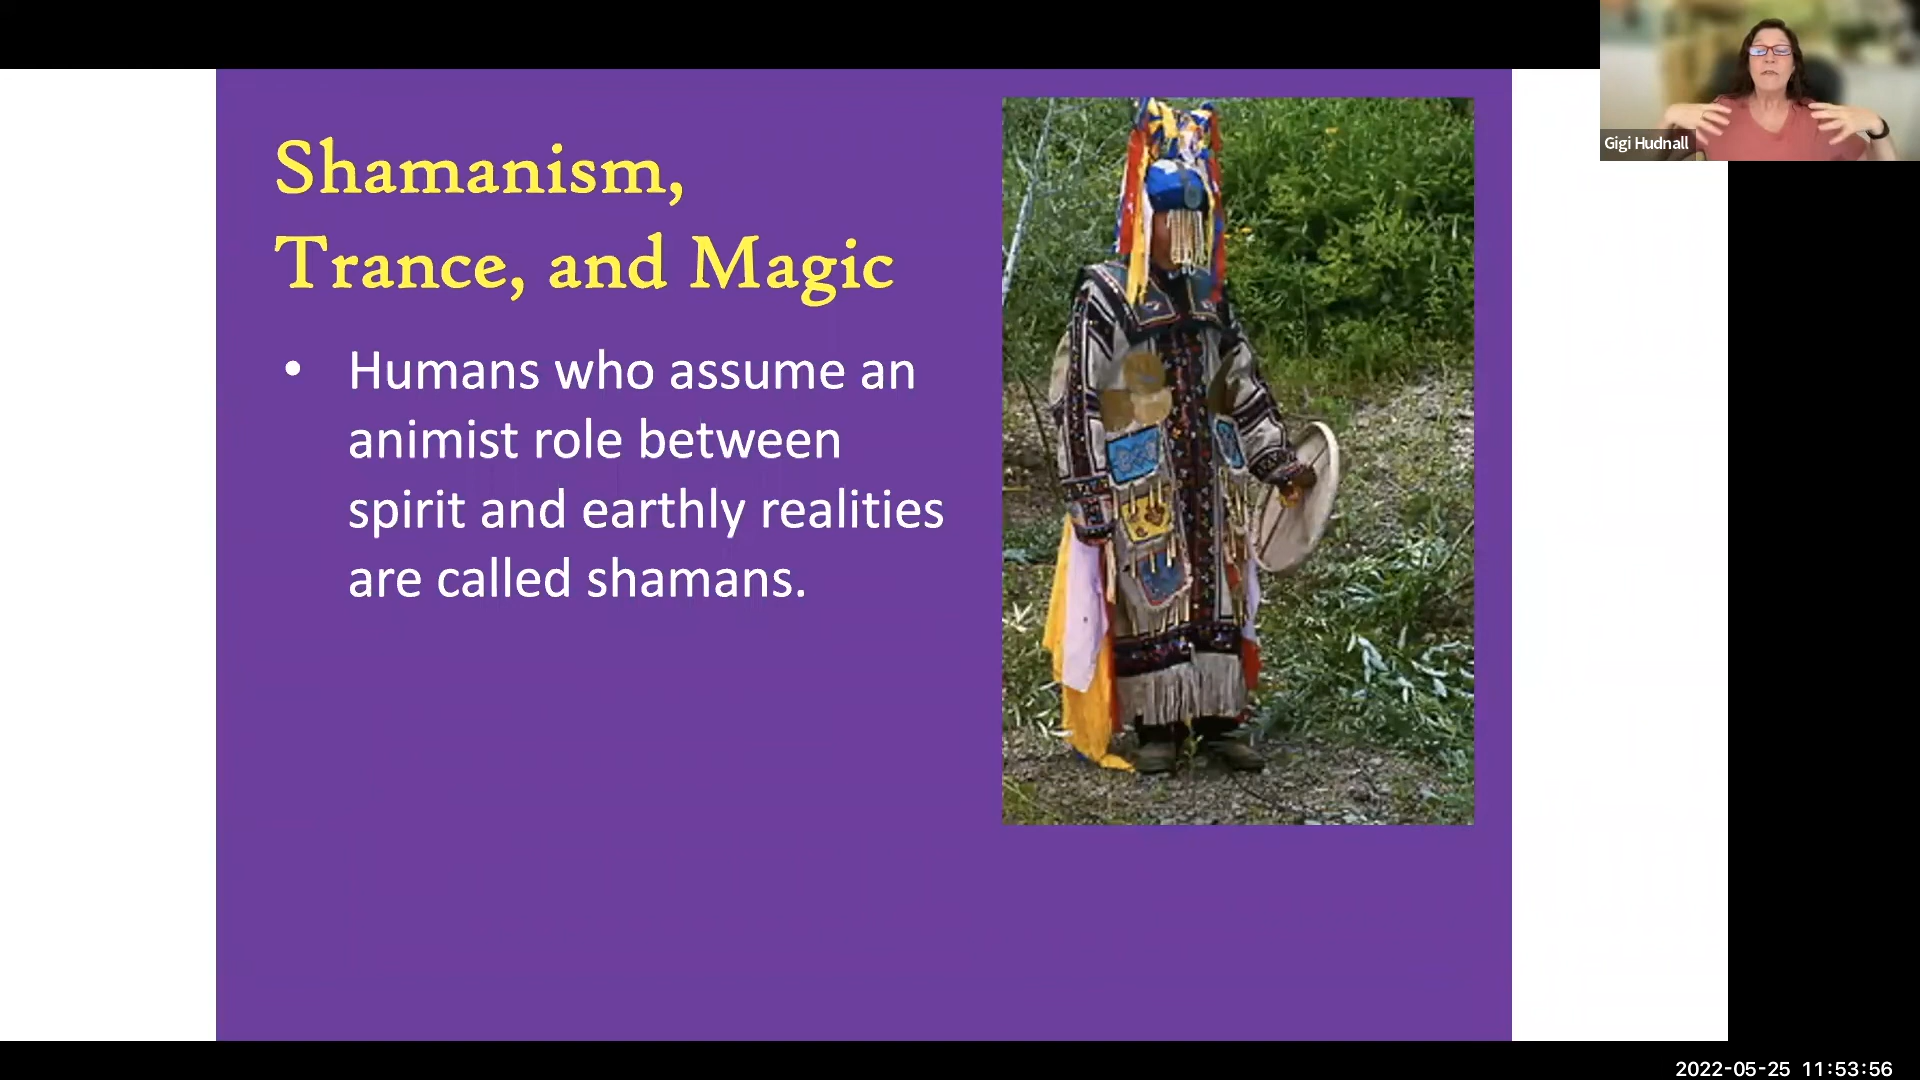 Shamanism,
Trance, and Magic
• Humans who assume an
animist role between
spirit and earthly realities
are called shamans.
Gigi Hudnall
2022-05-25 11:53:56